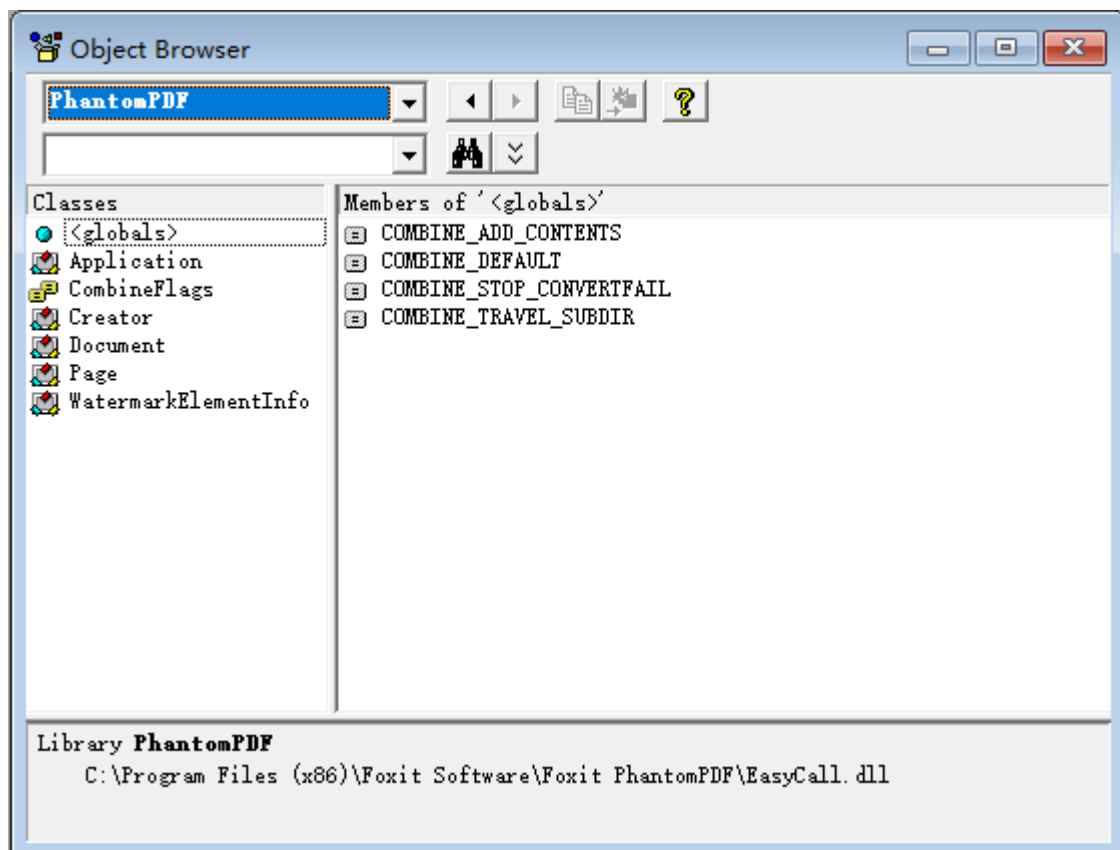 Object Browser
PhantomPDF
Classes
Members of '<globals>'
<globals>
COMBINE_ADD_CONTENTS
Application
COMBINE_DEFAULT
CombineFlags
COMBINE_STOP_CONVERTFAIL
Creator
COMBINE_TRAVEL_SUBDIR
Document
Page
WatermarkElementInfo
Library PhantomPDF
C:\Program Files (x86)\Foxit Software\Foxit PhantomPDF\EasyCall.dll